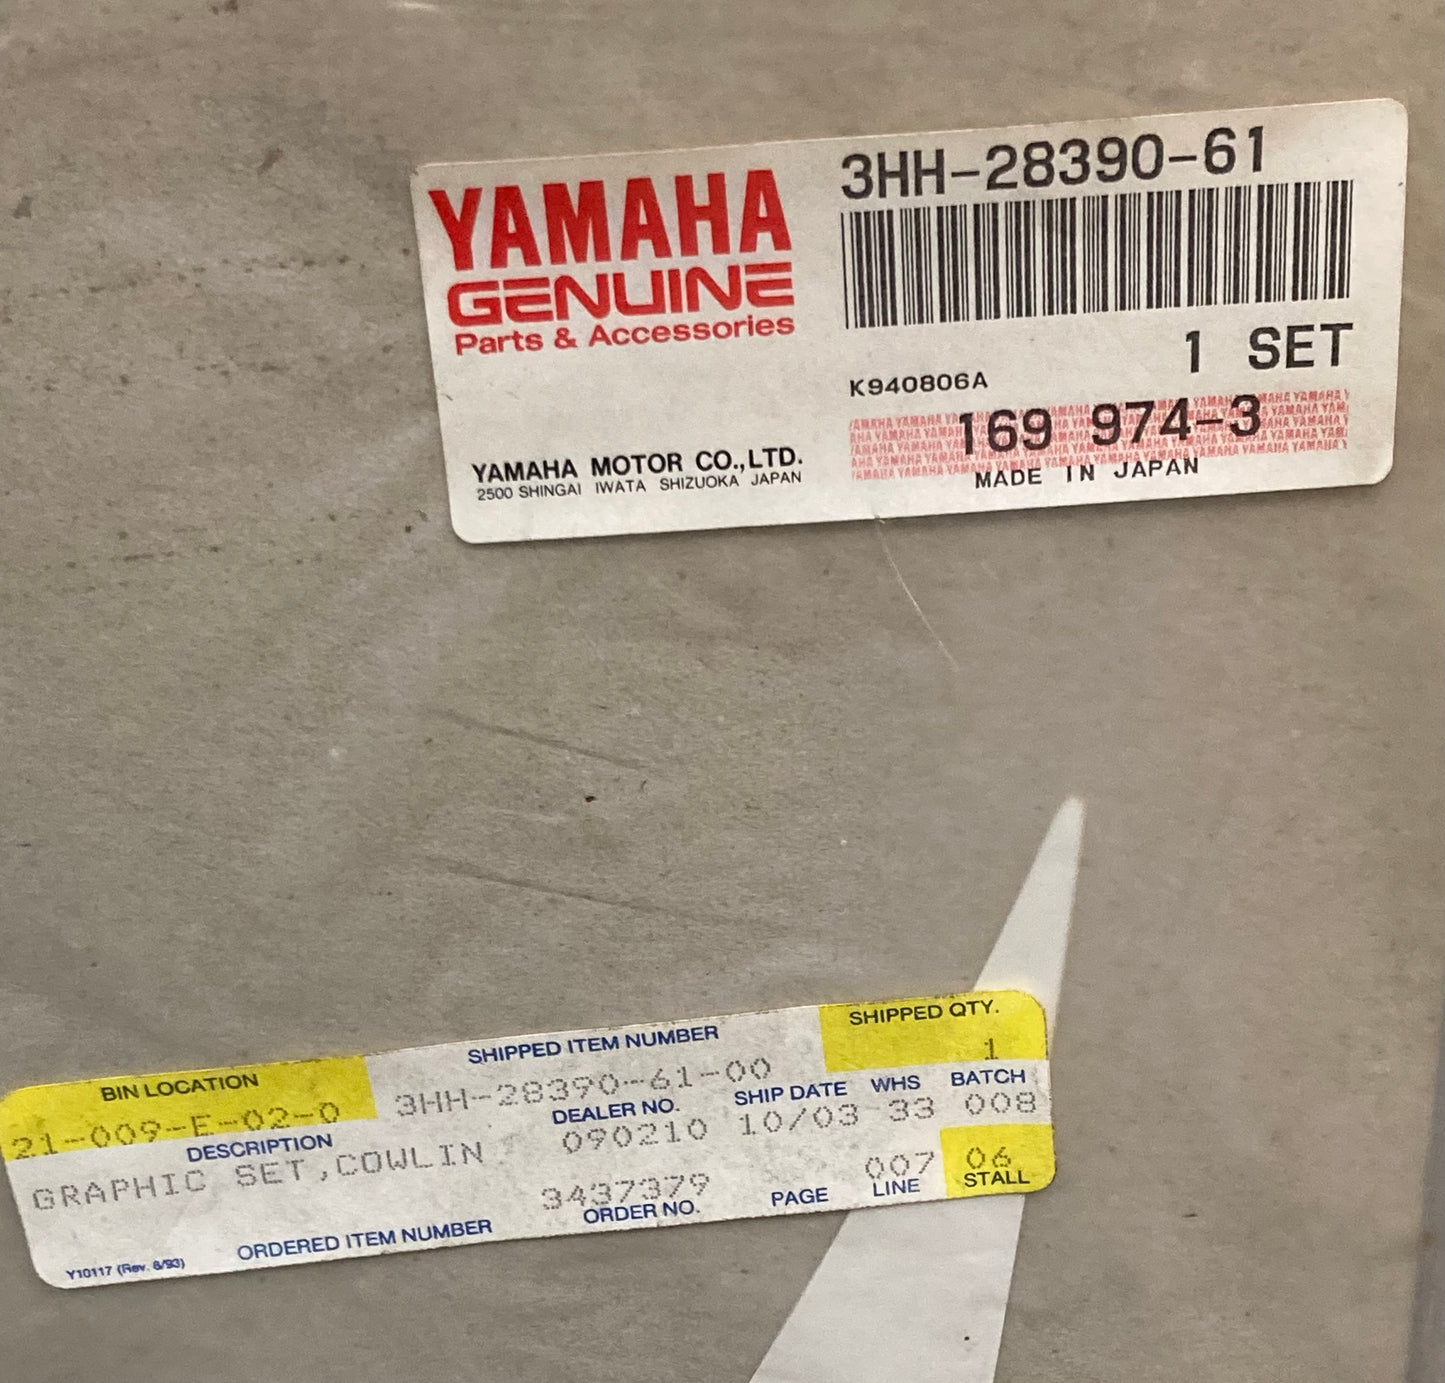 YAMAHA
GENUINE
Parts & Accessories
YAMAHA MOTOR CO.,LTD.
2500 SHINGAI IWATA SHIZUOKA JAPAN
3HH-28390-61
1 SET
K940806A
169 974-3
MADE IN JAPAN
BIN LOCATION
21-009-E-02-0
SHIPPED ITEM NUMBER
3HH-28390-61-00
SHIPPED QTY.
1
DESCRIPTION
GRAPHIC SET,COWLIN
DEALER NO.
090210
SHIP DATE
10/03
WHS
33
BATCH
008
3437379
ORDER NO.
PAGE
007
LINE
06
STALL
ORDERED ITEM NUMBER
Y10117 (Rev. 6/93)